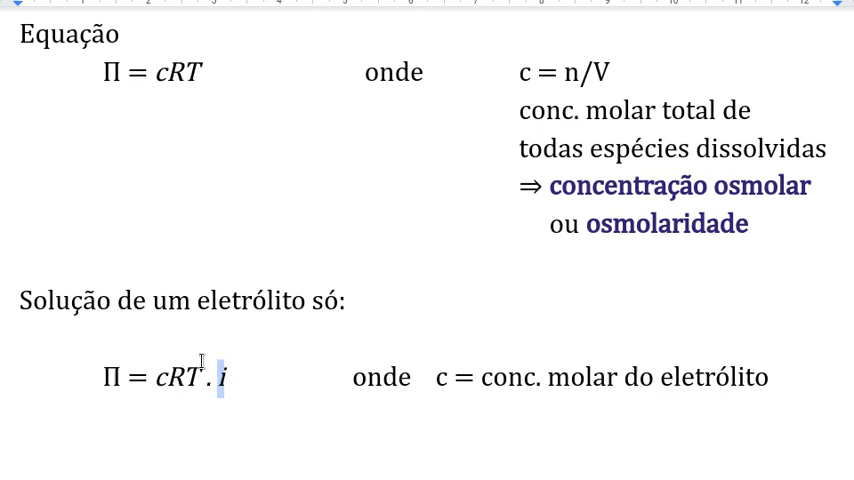 Equação
Π = cRT onde c = n/V
conc. molar total de
todas espécies dissolvidas
⇒ concentração osmolar
ou osmolaridade
Solução de um eletrólito só:
Π = cRT . i onde c = conc. molar do eletrólito